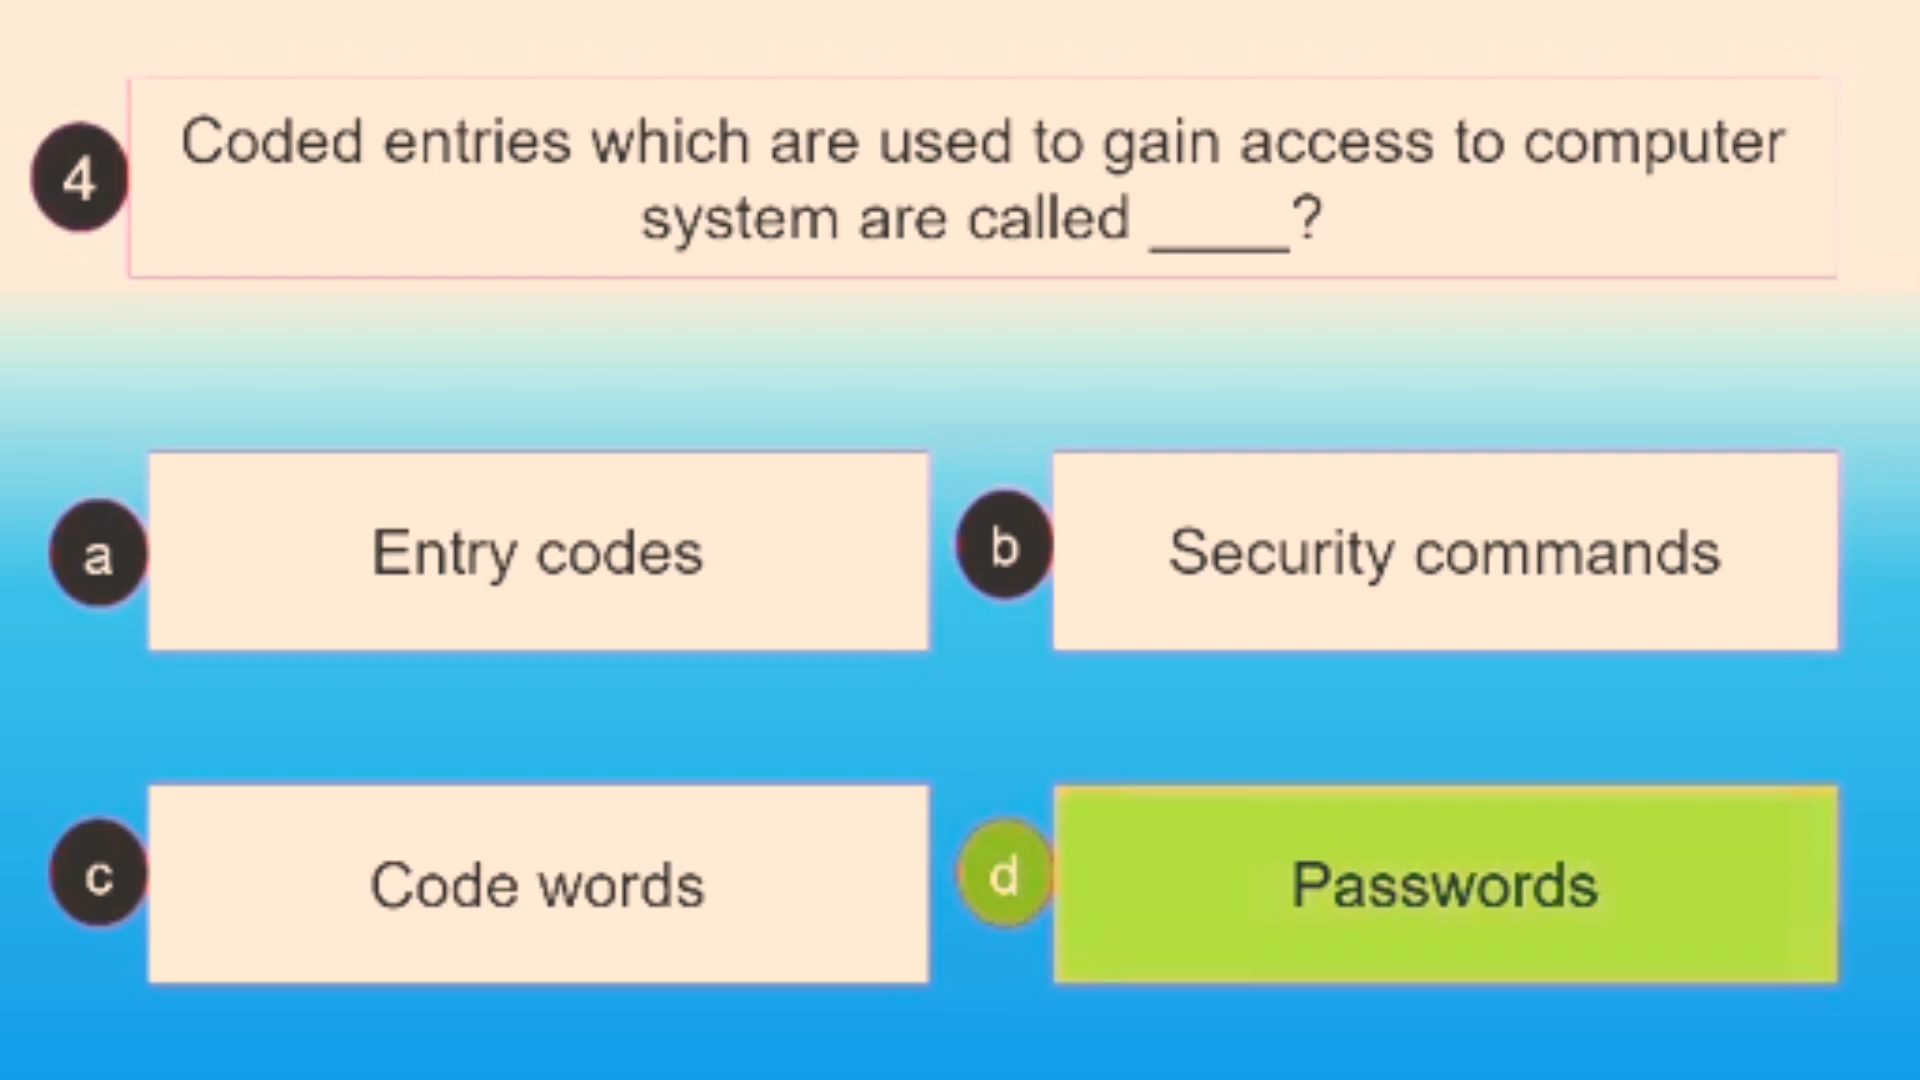 4
Coded entries which are used to gain access to computer
system are called ____?
a
Entry codes
b
Security commands
c
Code words
d
Passwords